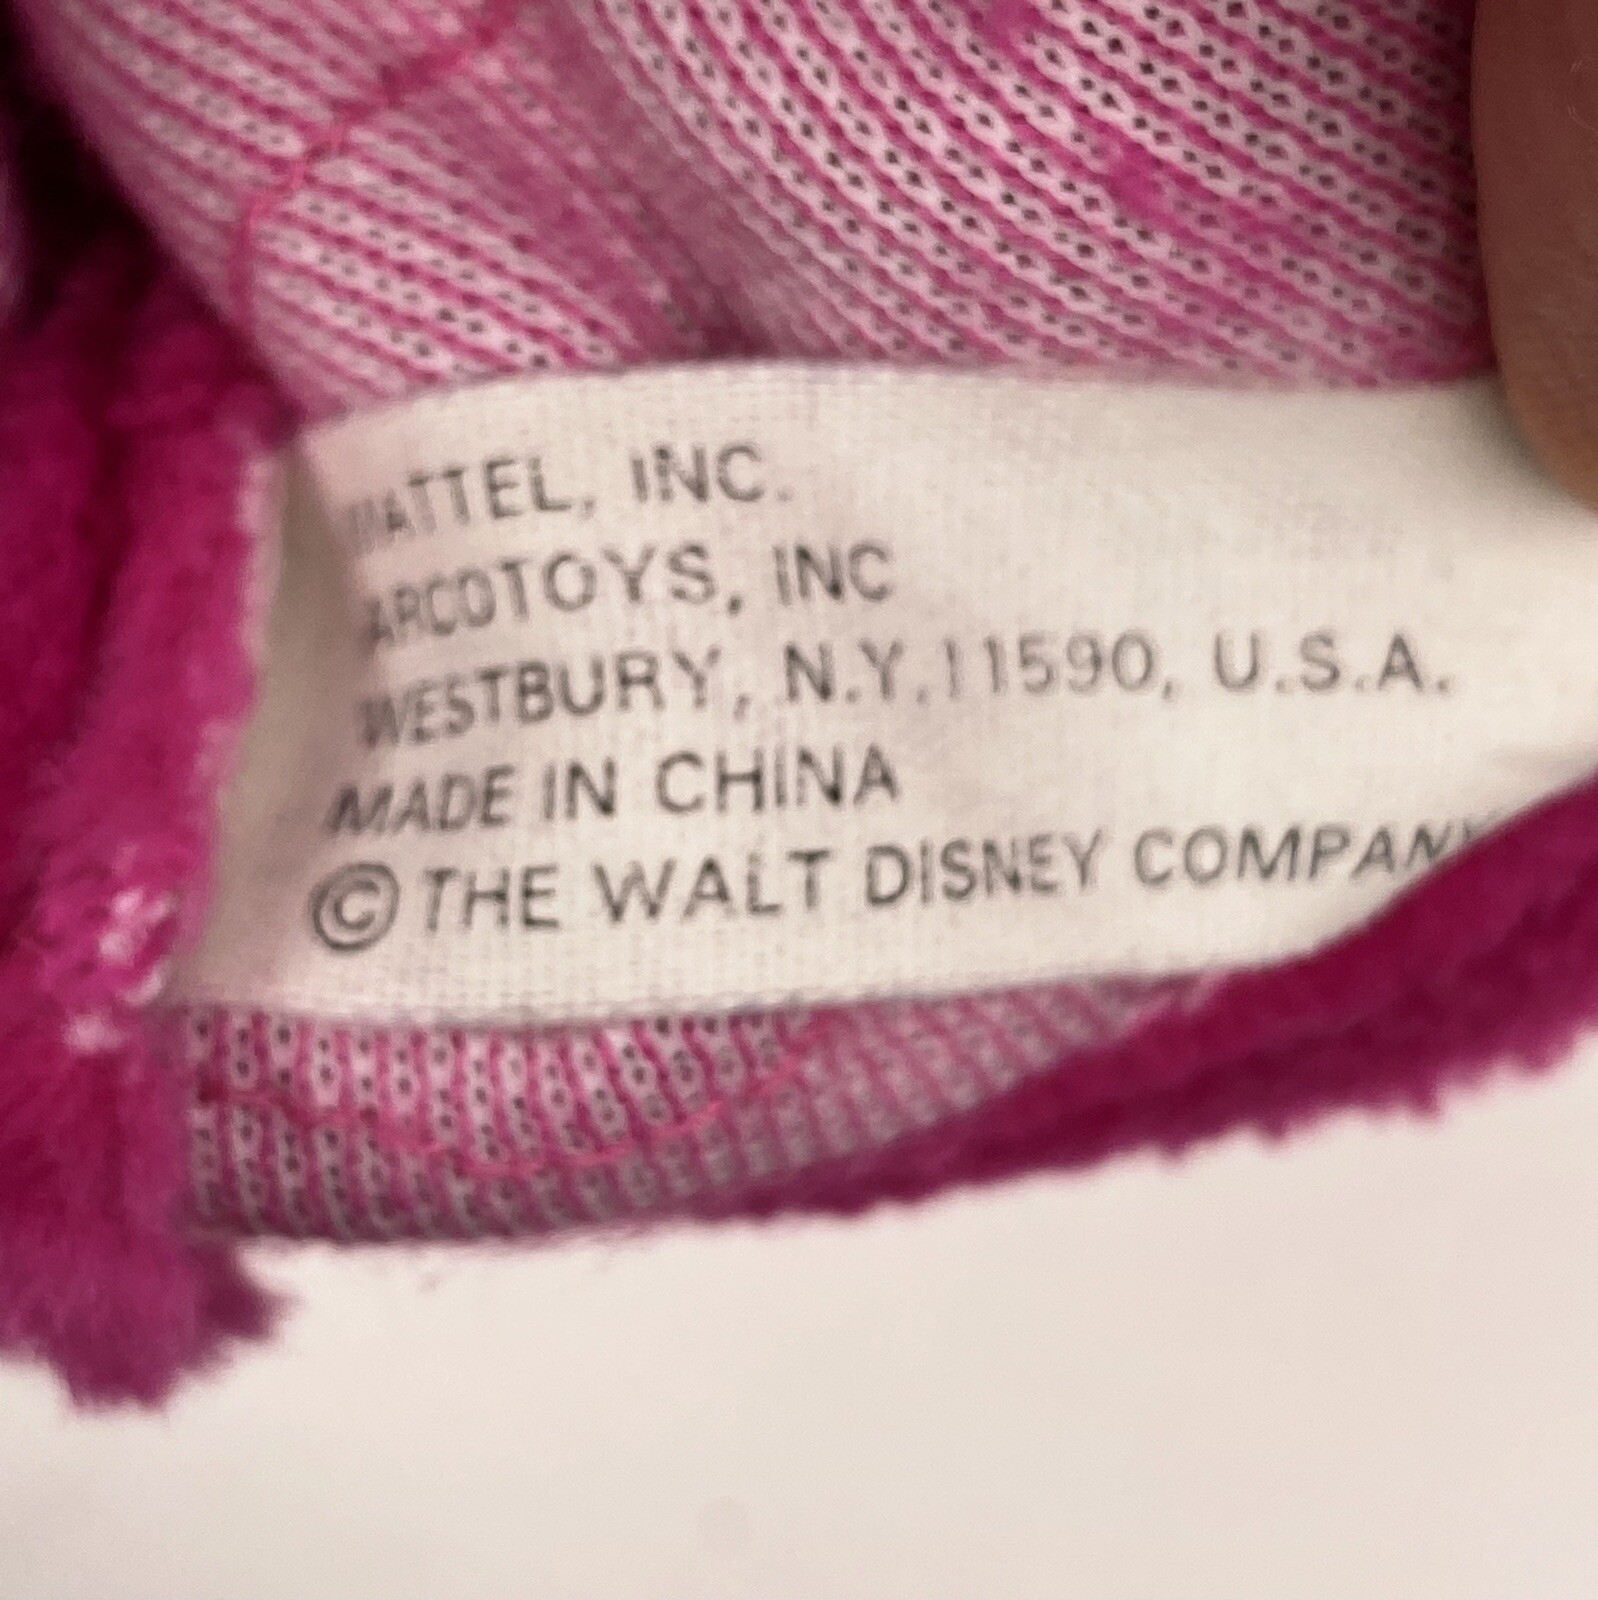 MATTEL, INC.
ARCOTOYS, INC
WESTBURY, N.Y.11590, U.S.A.
MADE IN CHINA
© THE WALT DISNEY COMPANY